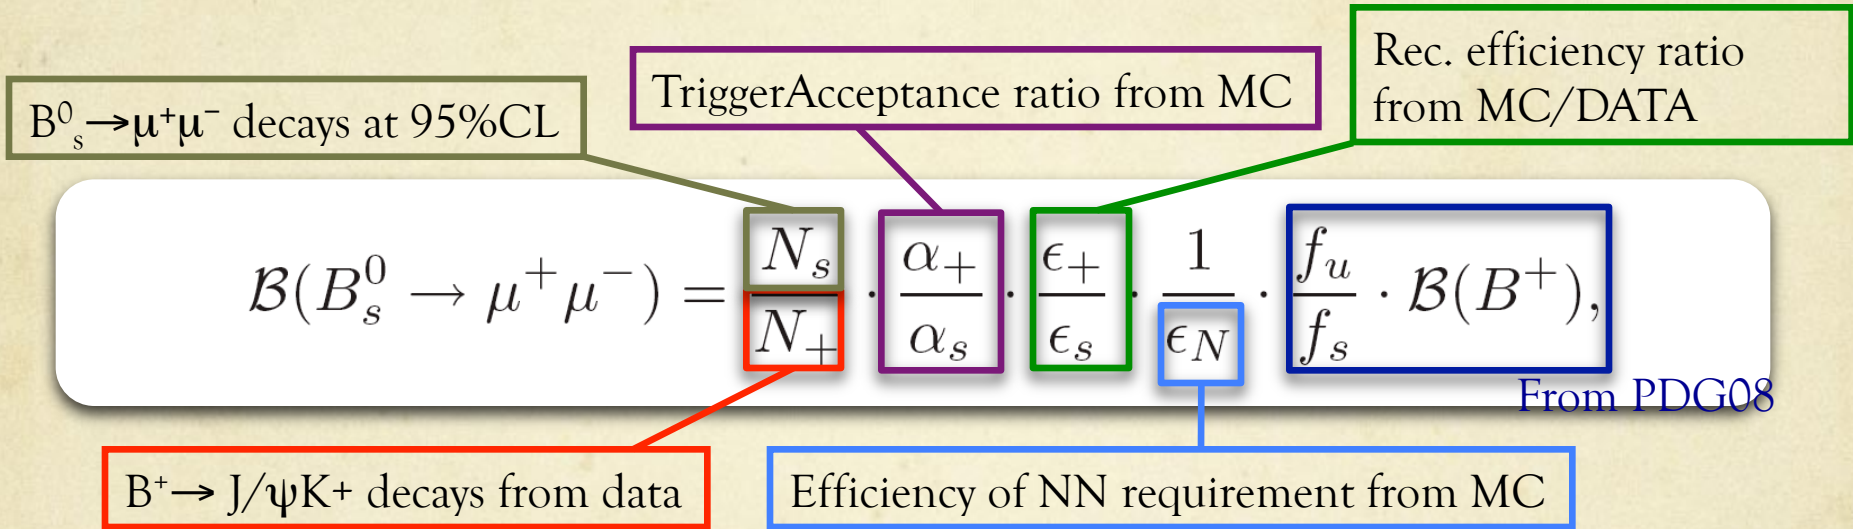 TriggerAcceptance ratio from MC
Rec. efficiency ratio
from MC/DATA
B⁰ₛ→μ⁺μ⁻ decays at 95%CL
𝓑(B⁰ₛ → μ⁺μ⁻) = Nₛ/N₊ · α₊/αₛ · ϵ₊/ϵₛ · 1/ϵ_N · f_u/f_s · 𝓑(B⁺),
From PDG08
B⁺→ J/ψK+ decays from data
Efficiency of NN requirement from MC